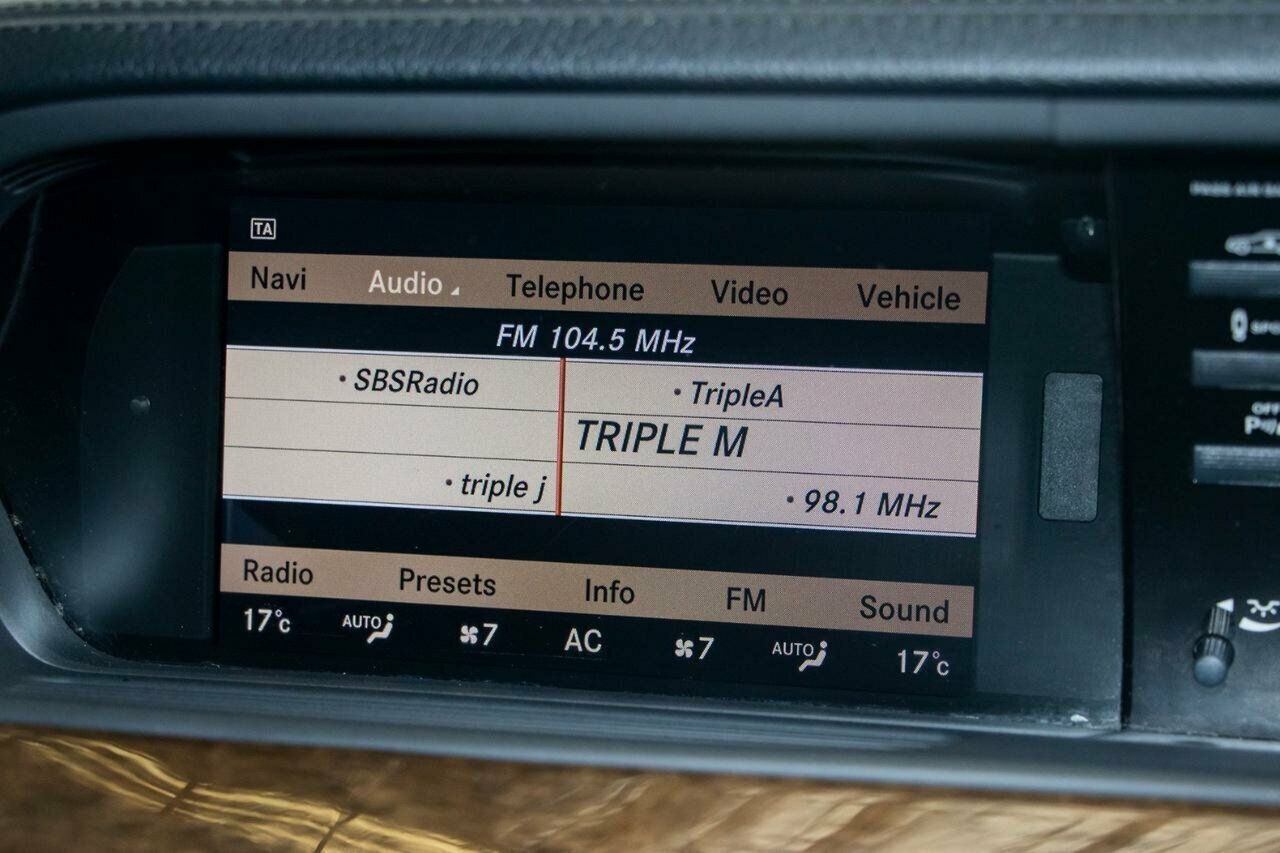 TA
Navi Audio Telephone Video Vehicle
FM 104.5 MHz
• SBSRadio • TripleA
TRIPLE M
• triple j • 98.1 MHz
Radio Presets Info FM Sound
17°c AUTO 7 AC 7 AUTO 17°c